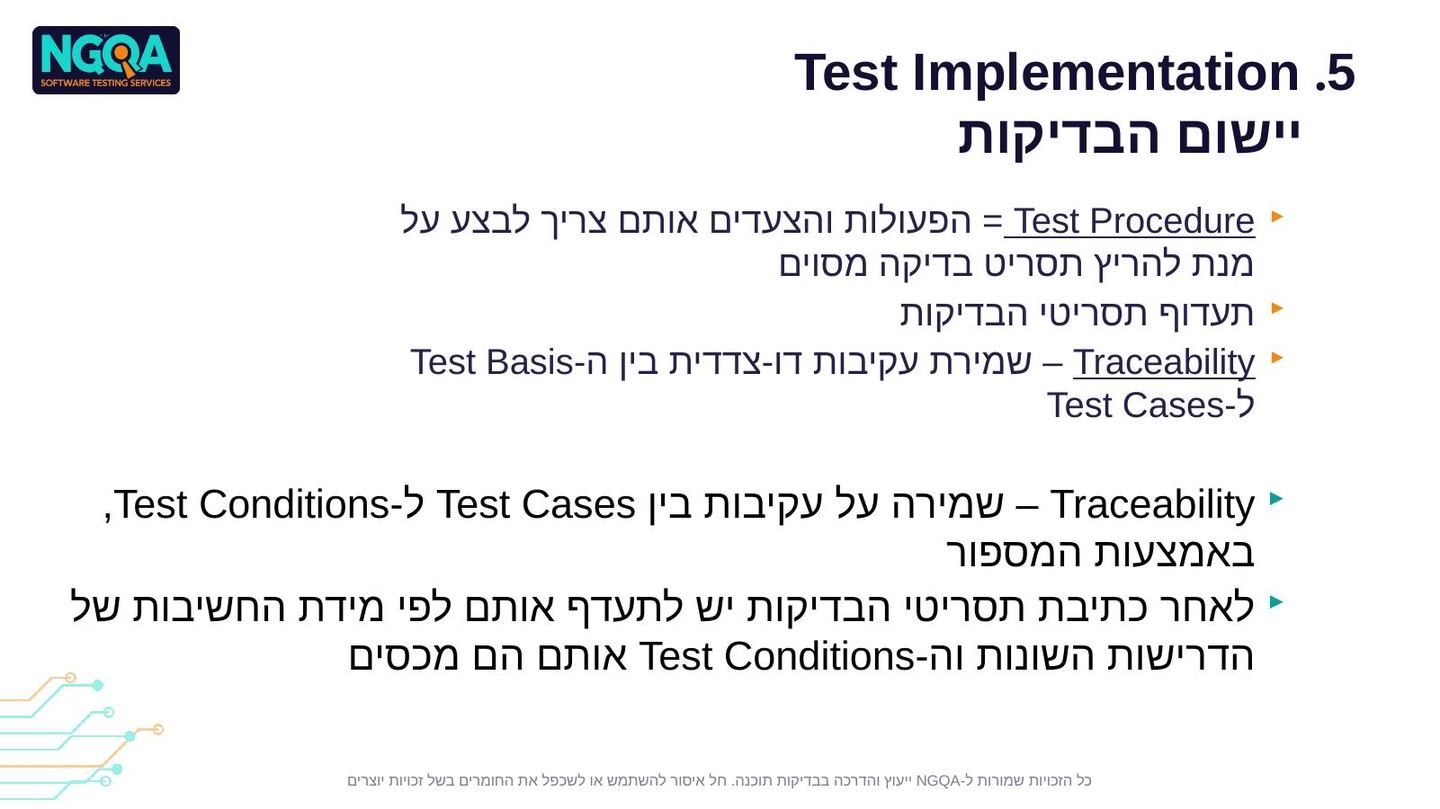 NGQA
SOFTWARE TESTING SERVICES
5. Test Implementation
יישום הבדיקות
Test Procedure = הפעולות והצעדים אותם צריך לבצע על
מנת להריץ תסריט בדיקה מסוים
תעדוף תסריטי הבדיקות
Traceability – שמירת עקיבות דו-צדדית בין ה-Test Basis
ל-Test Cases
Traceability – שמירה על עקיבות בין Test Cases ל-Test Conditions,
באמצעות המספור
לאחר כתיבת תסריטי הבדיקות יש לתעדף אותם לפי מידת החשיבות של
הדרישות השונות וה-Test Conditions אותם הם מכסים
כל הזכויות שמורות ל-NGQA ייעוץ והדרכה בבדיקות תוכנה. חל איסור להשתמש או לשכפל את החומרים בשל זכויות יוצרים